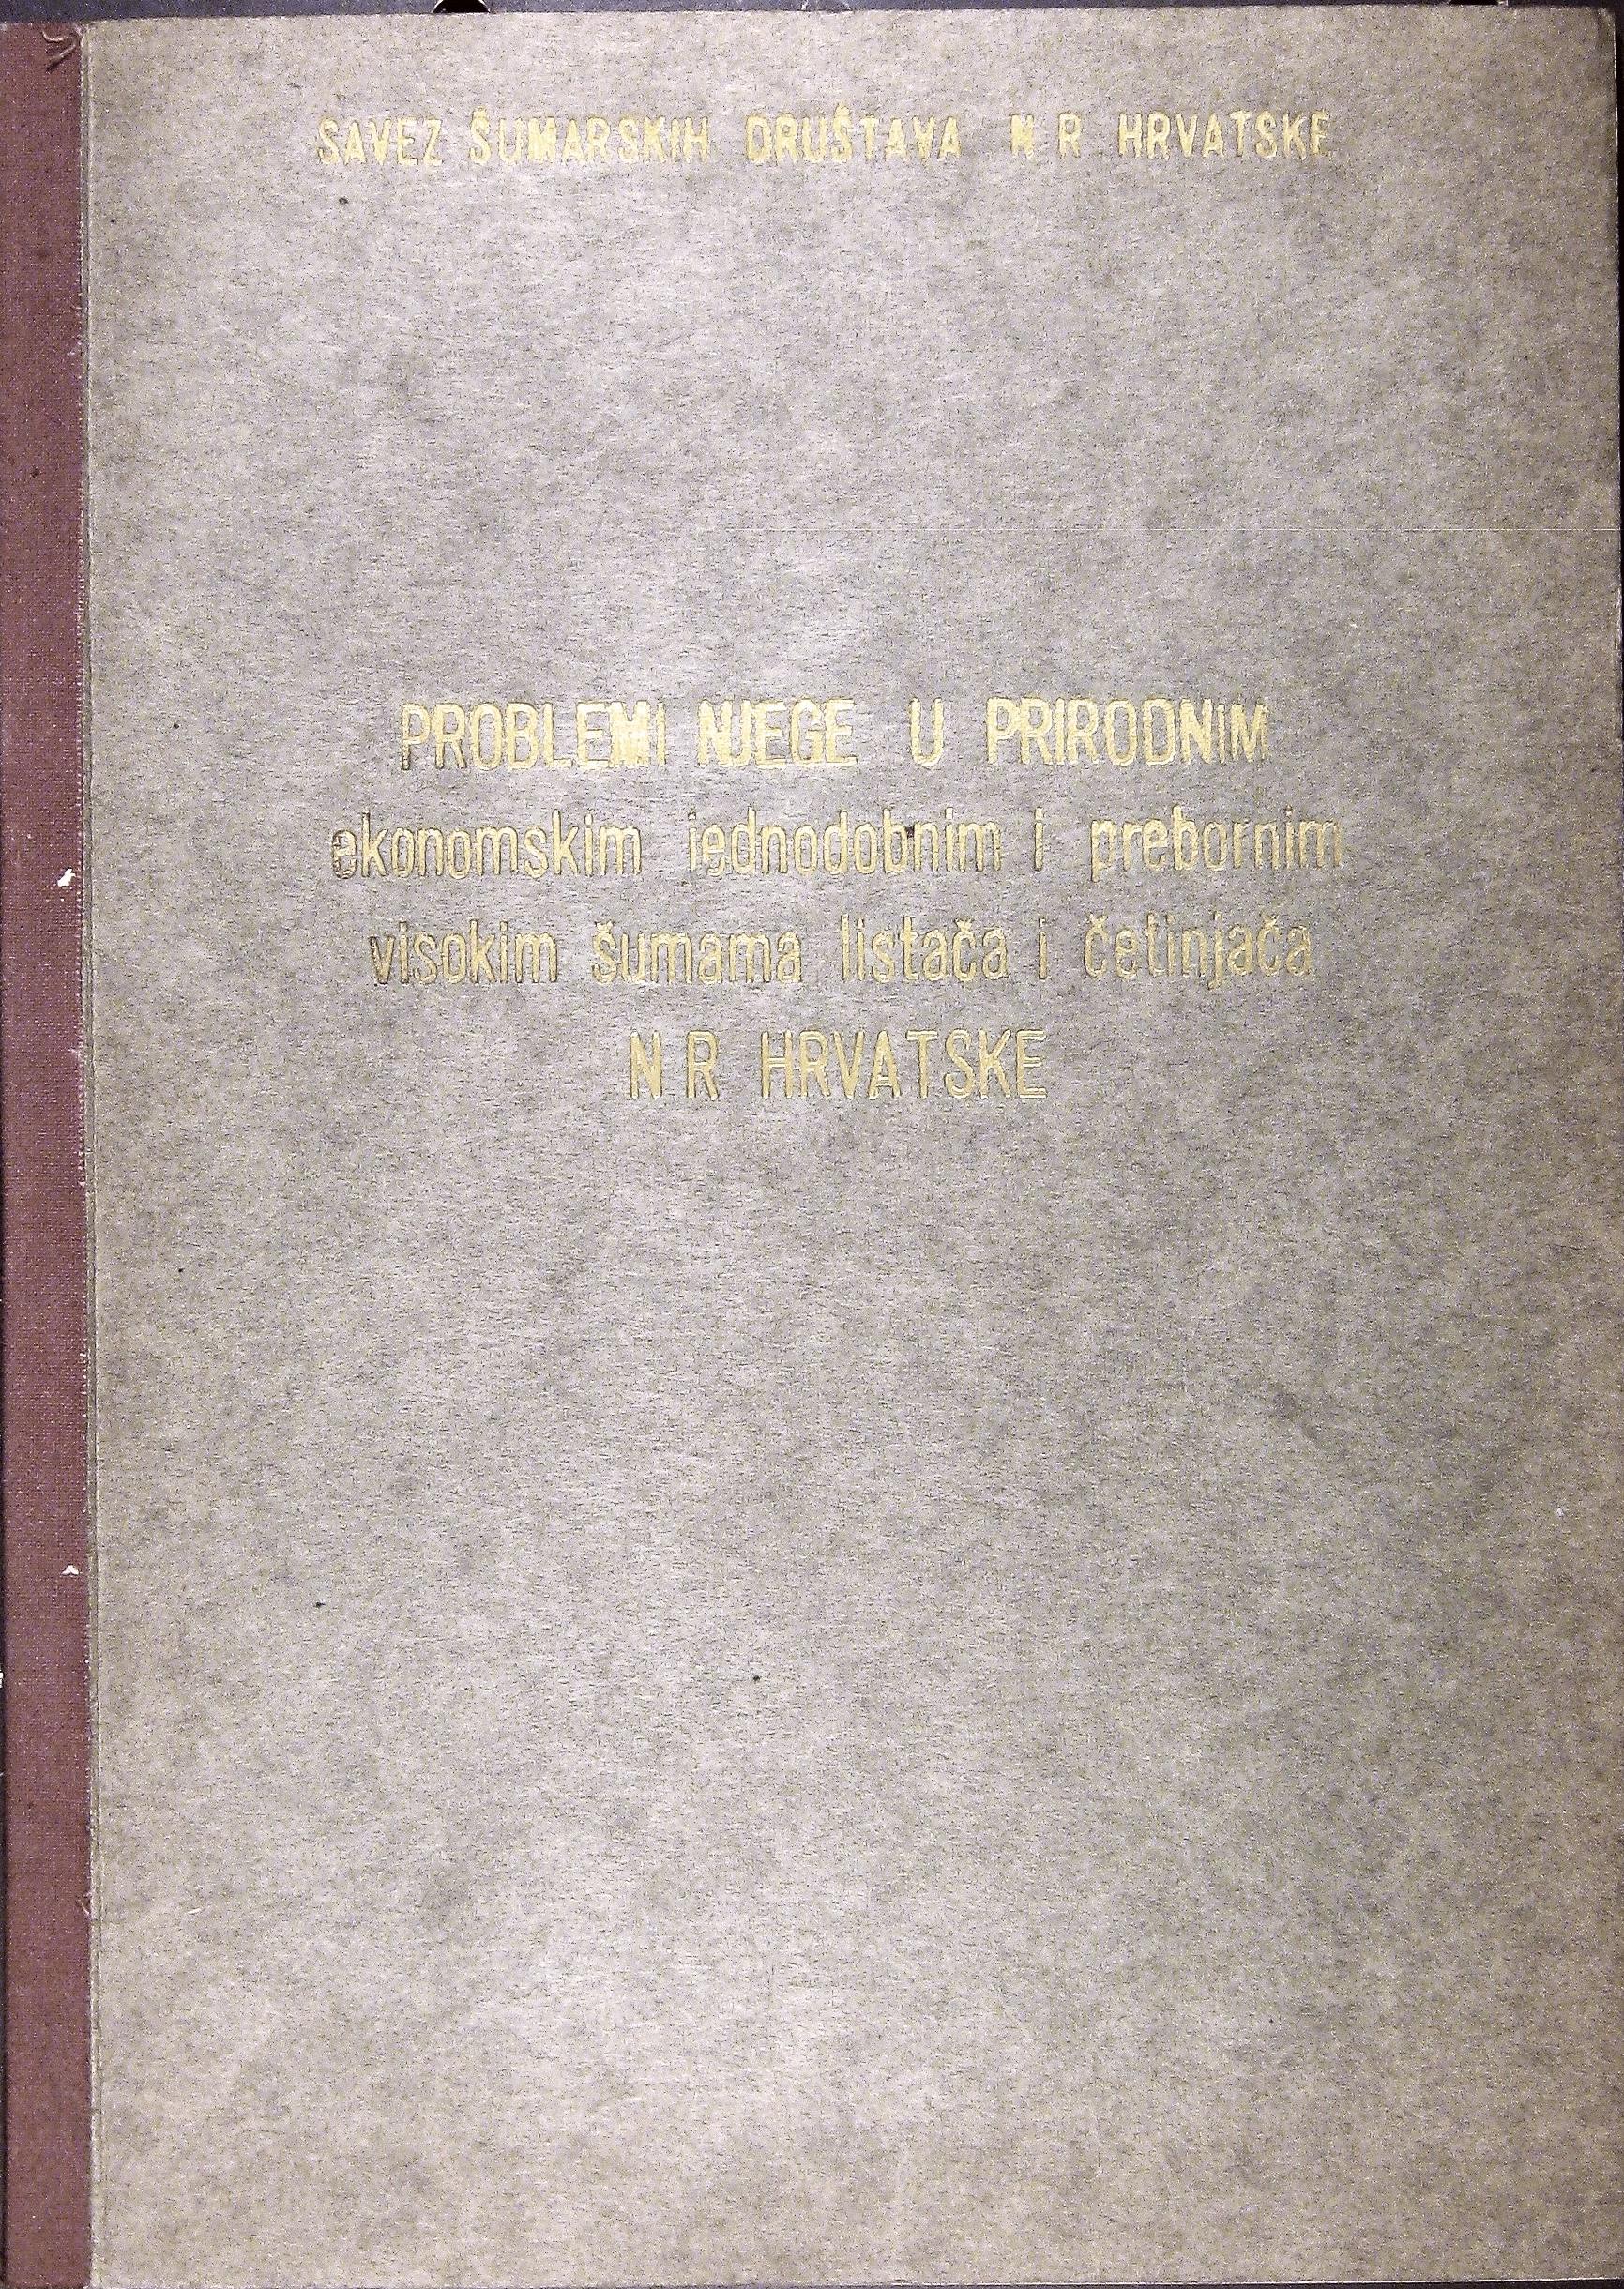 SAVEZ ŠUMARSKIH DRUŠTAVA N R HRVATSKE
PROBLEMI NJEGE U PRIRODNIM
ekonomskim jednodobnim i prebornim
visokim šumama listača i četinjača
N R HRVATSKE